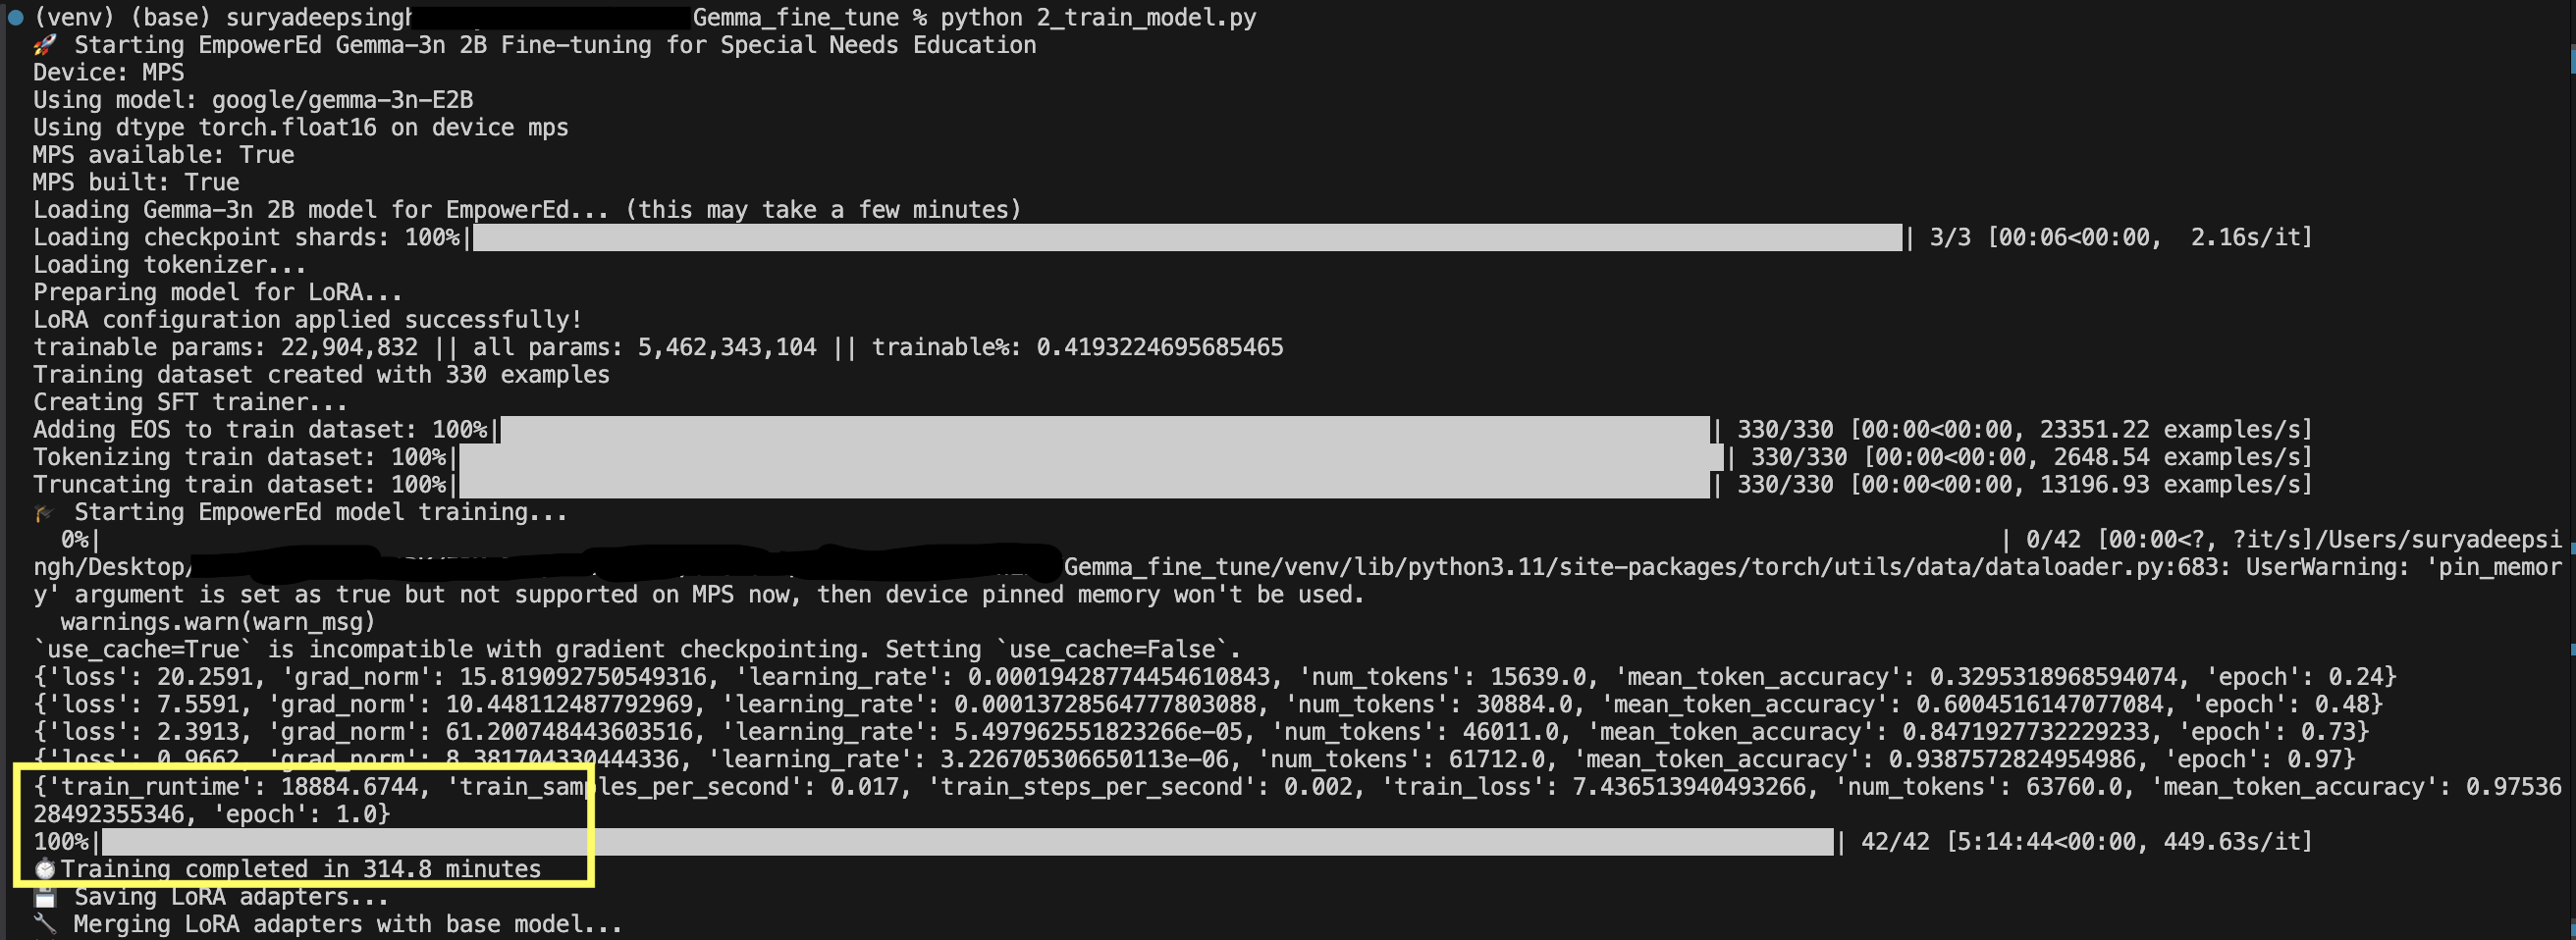 (venv) (base) suryadeepsingh Gemma_fine_tune % python 2_train_model.py
🚀 Starting EmpowerEd Gemma-3n 2B Fine-tuning for Special Needs Education
Device: MPS
Using model: google/gemma-3n-E2B
Using dtype torch.float16 on device mps
MPS available: True
MPS built: True
Loading Gemma-3n 2B model for EmpowerEd... (this may take a few minutes)
Loading checkpoint shards: 100%| | 3/3 [00:06<00:00,  2.16s/it]
Loading tokenizer...
Preparing model for LoRA...
LoRA configuration applied successfully!
trainable params: 22,904,832 || all params: 5,462,343,104 || trainable%: 0.4193224695685465
Training dataset created with 330 examples
Creating SFT trainer...
Adding EOS to train dataset: 100%| | 330/330 [00:00<00:00, 23351.22 examples/s]
Tokenizing train dataset: 100%| | 330/330 [00:00<00:00, 2648.54 examples/s]
Truncating train dataset: 100%| | 330/330 [00:00<00:00, 13196.93 examples/s]
🎓 Starting EmpowerEd model training...
0%| | 0/42 [00:00<?, ?it/s]/Users/suryadeepsi
ngh/Desktop/ Gemma_fine_tune/venv/lib/python3.11/site-packages/torch/utils/data/dataloader.py:683: UserWarning: 'pin_memor
y' argument is set as true but not supported on MPS now, then device pinned memory won't be used.
warnings.warn(warn_msg)
`use_cache=True` is incompatible with gradient checkpointing. Setting `use_cache=False`.
{'loss': 20.2591, 'grad_norm': 15.819092750549316, 'learning_rate': 0.00019428774454610843, 'num_tokens': 15639.0, 'mean_token_accuracy': 0.3295318968594074, 'epoch': 0.24}
{'loss': 7.5591, 'grad_norm': 10.448112487792969, 'learning_rate': 0.00013728564777803088, 'num_tokens': 30884.0, 'mean_token_accuracy': 0.6004516147077084, 'epoch': 0.48}
{'loss': 2.3913, 'grad_norm': 61.200748443603516, 'learning_rate': 5.497962551823266e-05, 'num_tokens': 46011.0, 'mean_token_accuracy': 0.8471927732229233, 'epoch': 0.73}
{'loss': 0.9662, 'grad_norm': 8.381704330444336, 'learning_rate': 3.226705306650113e-06, 'num_tokens': 61712.0, 'mean_token_accuracy': 0.9387572824954986, 'epoch': 0.97}
{'train_runtime': 18884.6744, 'train_samples_per_second': 0.017, 'train_steps_per_second': 0.002, 'train_loss': 7.436513940493266, 'num_tokens': 63760.0, 'mean_token_accuracy': 0.97536
28492355346, 'epoch': 1.0}
100%| | 42/42 [5:14:44<00:00, 449.63s/it]
⏱️Training completed in 314.8 minutes
💾 Saving LoRA adapters...
🔧 Merging LoRA adapters with base model...